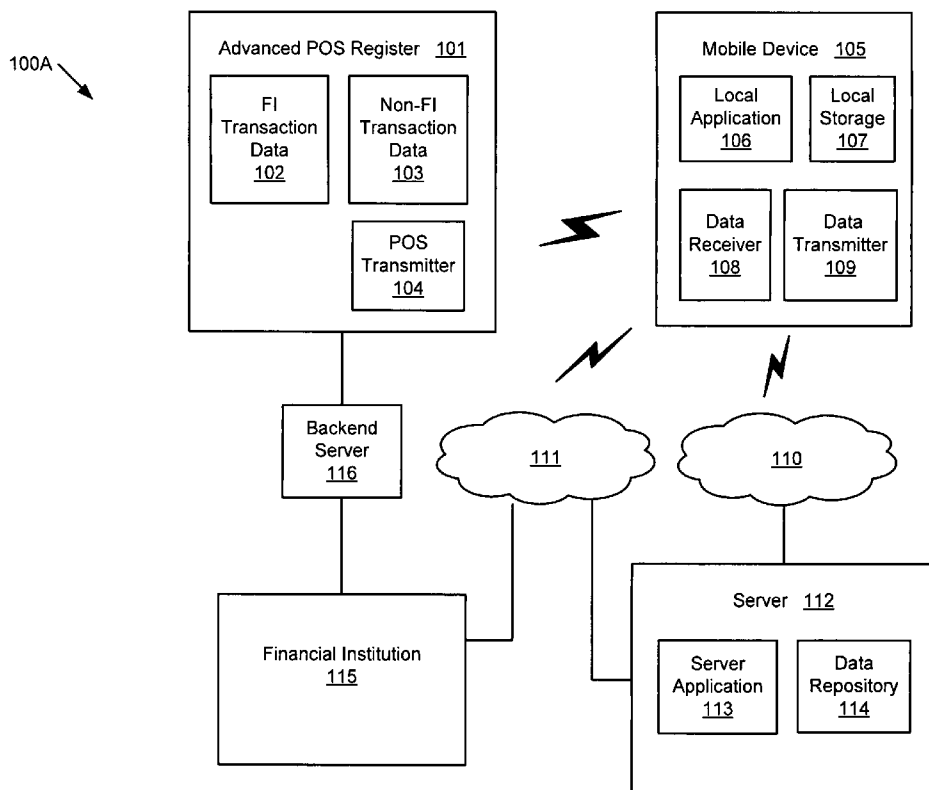 100A
Advanced POS Register 101
FI
Transaction
Data
102
Non-FI
Transaction
Data
103
POS
Transmitter
104
Mobile Device 105
Local
Application
106
Local
Storage
107
Data
Receiver
108
Data
Transmitter
109
Backend
Server
116
111
110
Financial Institution
115
Server 112
Server
Application
113
Data
Repository
114